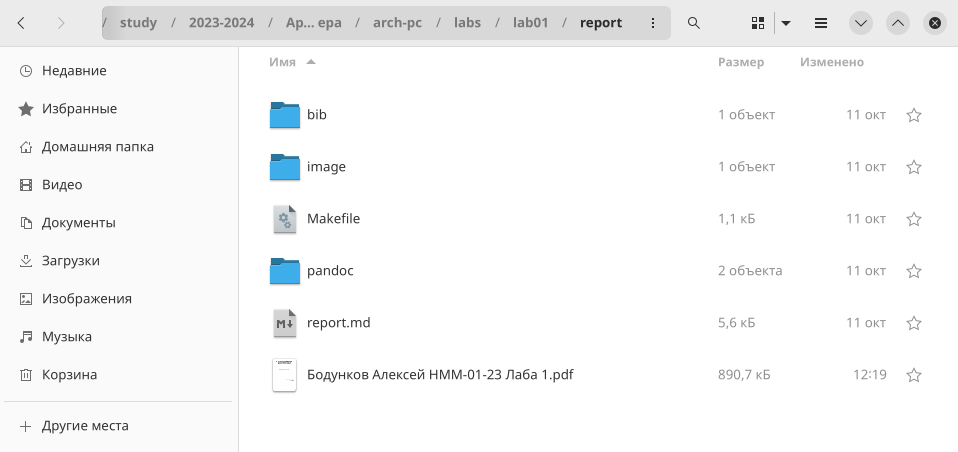 / study / 2023-2024 / Ар... ера / arch-pc / labs / lab01 / report
Имя Размер Изменено
Недавние
Избранные
Домашняя папка
Видео
Документы
Загрузки
Изображения
Музыка
Корзина
Другие места
bib 1 объект 11 окт
image 1 объект 11 окт
Makefile 1,1 кБ 11 окт
pandoc 2 объекта 11 окт
M report.md 5,6 кБ 11 окт
Бодунков Алексей НММ-01-23 Лаба 1.pdf 890,7 кБ 12:19